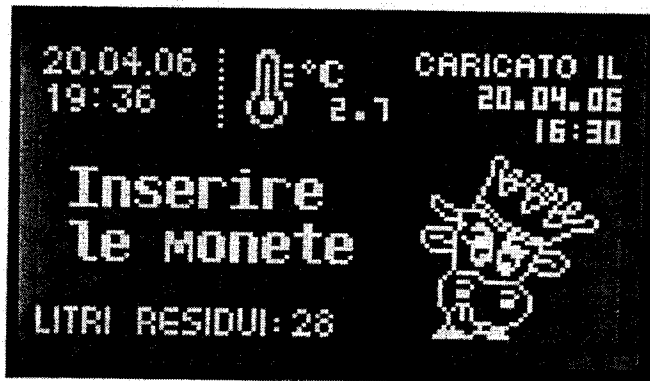 20.04.06
19:36
°C
2.7
CARICATO IL
20.04.06
16:30
Inserire
le Monete
LITRI RESIDUI: 28